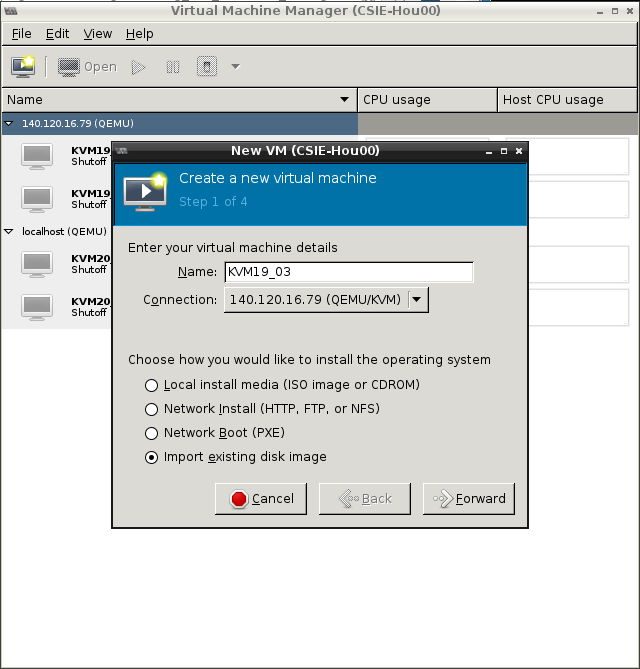 Virtual Machine Manager (CSIE-Hou00)
File Edit View Help
Open
Name CPU usage Host CPU usage
140.120.16.79 (QEMU)
KVM19
Shutoff
KVM19
Shutoff
localhost (QEMU)
KVM20
Shutoff
KVM20
Shutoff
New VM (CSIE-Hou00)
Create a new virtual machine
Step 1 of 4
Enter your virtual machine details
Name: KVM19_03
Connection: 140.120.16.79 (QEMU/KVM)
Choose how you would like to install the operating system
Local install media (ISO image or CDROM)
Network Install (HTTP, FTP, or NFS)
Network Boot (PXE)
Import existing disk image
Cancel Back Forward